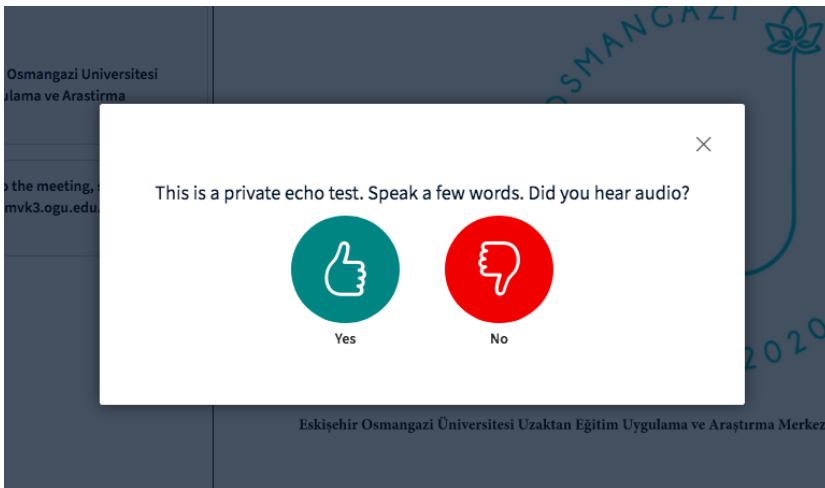 OSMANGAZI
Osmangazi Universitesi
ulama ve Arastirma
the meeting,
mvk3.ogu.edu.
This is a private echo test. Speak a few words. Did you hear audio?
Yes
No
2020
Eskişehir Osmangazi Üniversitesi Uzaktan Eğitim Uygulama ve Araştırma Merkez